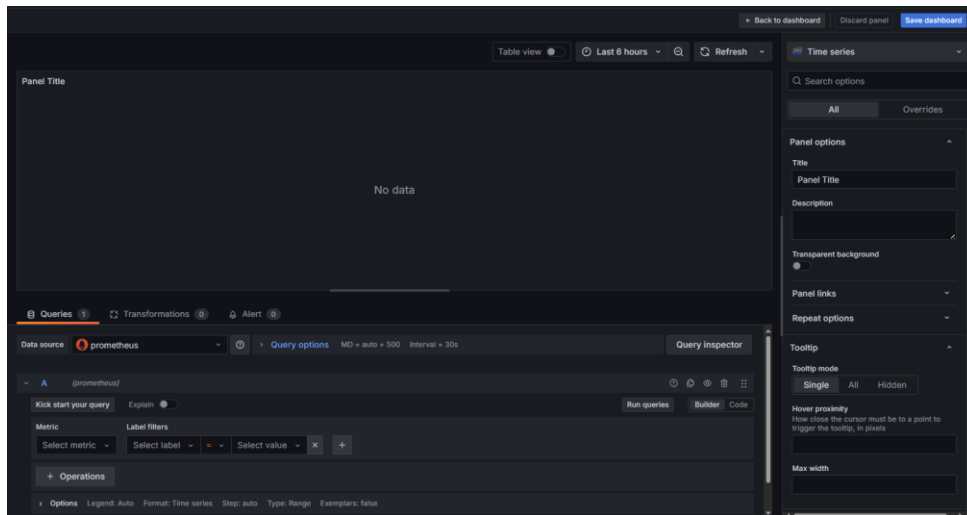 Back to dashboard Discard panel Save dashboard
Table view Last 6 hours Refresh
Panel Title
No data
Queries 1 Transformations 0 Alert 0
Data source prometheus > Query options MD = auto = 500 Interval = 30s Query inspector
A (prometheus)
Kick start your query Explain Run queries Builder Code
Metric Label filters
Select metric Select label = Select value × +
+ Operations
> Options Legend: Auto Format: Time series Step: auto Type: Range Exemplars: false
Time series
Search options
All Overrides
Panel options
Title
Panel Title
Description
Transparent background
Panel links
Repeat options
Tooltip
Tooltip mode
Single All Hidden
Hover proximity
How close the cursor must be to a point to
trigger the tooltip, in pixels
Max width